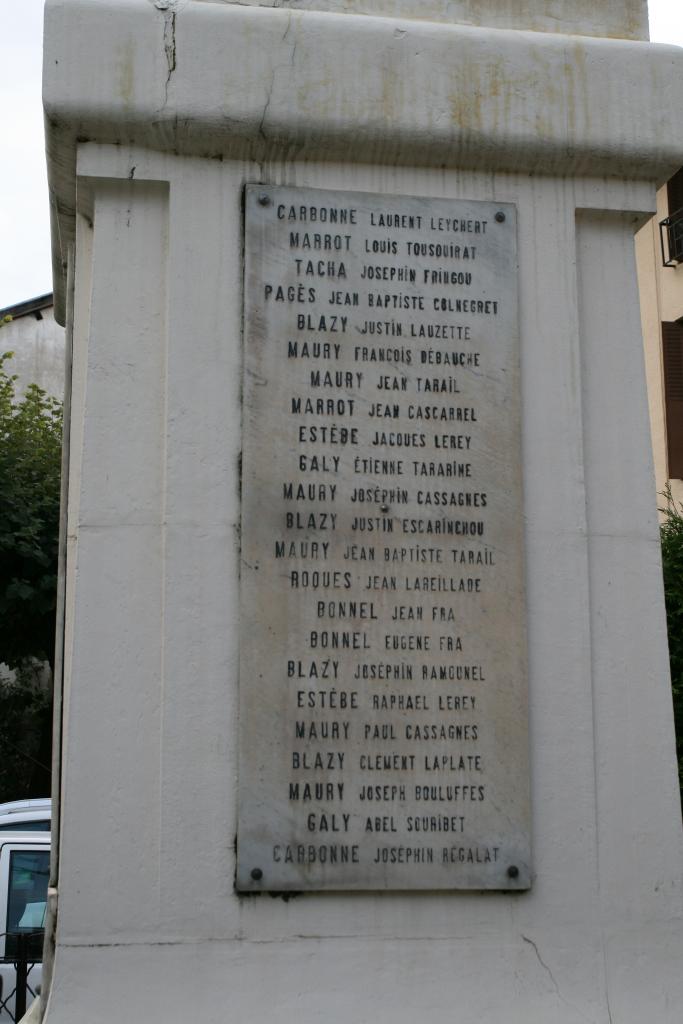 CARBONNE LAURENT LEYCHERT
MARROT LOUIS TOUSOUIRAT
TACHA JOSEPHIN FRINGOU
PAGÈS JEAN BAPTISTE COLNEGRET
BLAZY JUSTIN LAUZETTE
MAURY FRANÇOIS DÉBAUCHE
MAURY JEAN TARAÏL
MARROT JEAN CASCARREL
ESTÈBE JACQUES LEREY
GALY ÉTIENNE TARARINE
MAURY JOSÉPHIN CASSAGNES
BLAZY JUSTIN ESCARINCHOU
MAURY JEAN BAPTISTE TARAÏL
ROQUES JEAN LAREILLADE
BONNEL JEAN FRA
BONNEL EUGENE FRA
BLAZY JOSÉPHIN RAMOUNEL
ESTÈBE RAPHAEL LEREY
MAURY PAUL CASSAGNES
BLAZY CLEMENT LAPLATE
MAURY JOSEPH BOULUFFES
GALY ABEL SOURIBET
CARBONNE JOSÉPHIN RÉGALAT